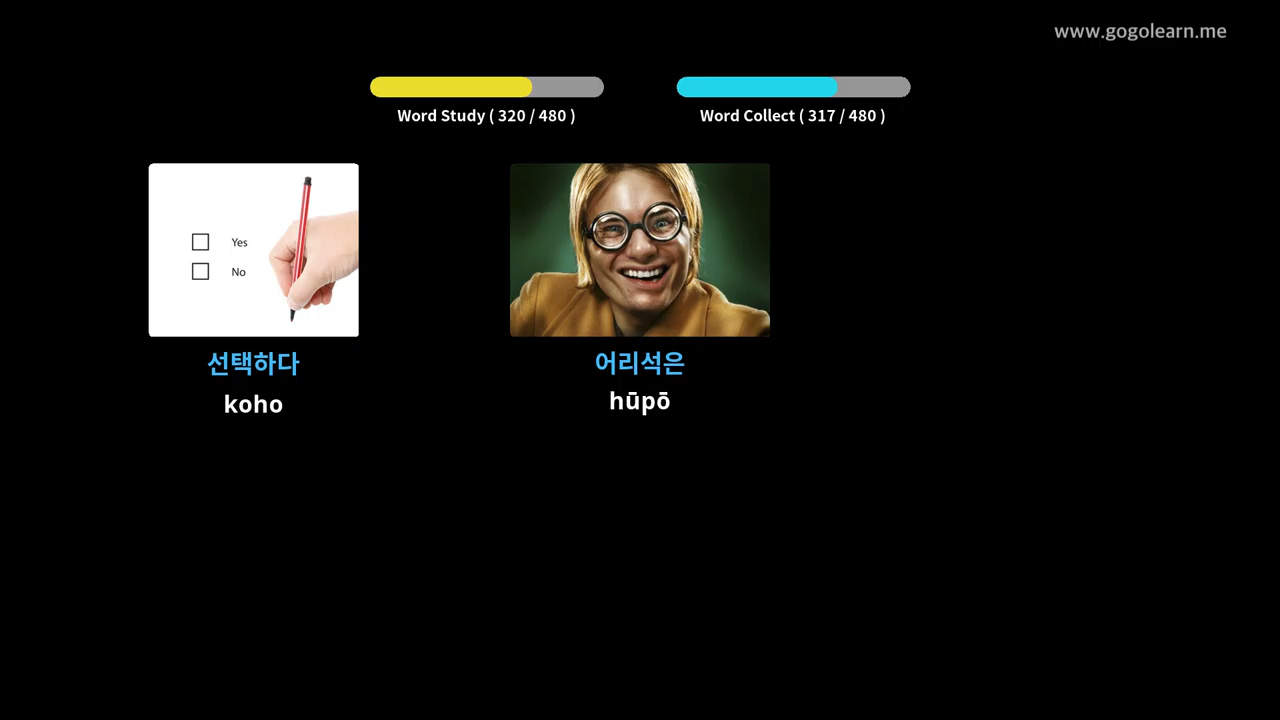 www.gogolearn.me
Word Study ( 320 / 480 )
Word Collect ( 317 / 480 )
Yes
No
선택하다
koho
어리석은
hūpō